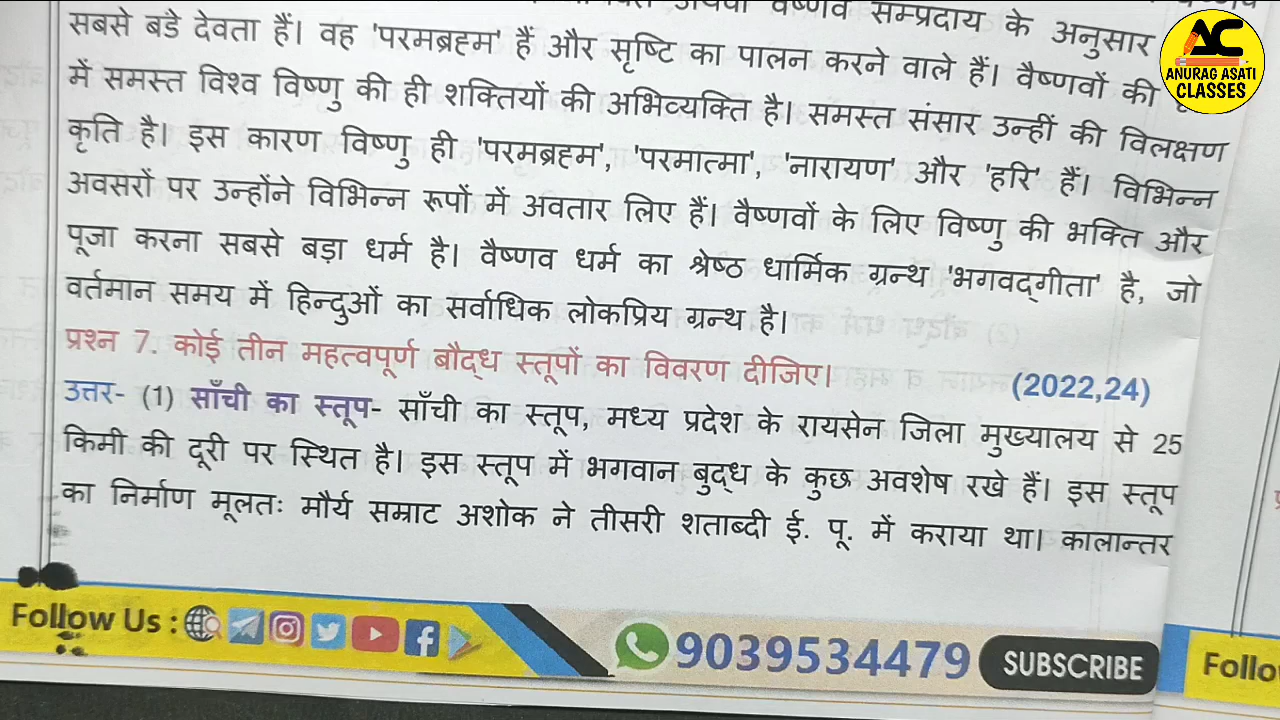 वैष्णव सम्प्रदाय के अनुसार
सबसे बडे देवता हैं। वह 'परमब्रह्म' हैं और सृष्टि का पालन करने वाले हैं। वैष्णवों की
में समस्त विश्व विष्णु की ही शक्तियों की अभिव्यक्ति है। समस्त संसार उन्हीं की विलक्षण
कृति है। इस कारण विष्णु ही 'परमब्रह्म', 'परमात्मा', 'नारायण' और 'हरि' हैं। विभिन्न
अवसरों पर उन्होंने विभिन्न रूपों में अवतार लिए हैं। वैष्णवों के लिए विष्णु की भक्ति और
पूजा करना सबसे बड़ा धर्म है। वैष्णव धर्म का श्रेष्ठ धार्मिक ग्रन्थ 'भगवद्गीता' है, जो
वर्तमान समय में हिन्दुओं का सर्वाधिक लोकप्रिय ग्रन्थ है।
प्रश्न 7. कोई तीन महत्वपूर्ण बौद्ध स्तूपों का विवरण दीजिए। (2022,24)
उत्तर- (1) साँची का स्तूप- साँची का स्तूप, मध्य प्रदेश के रायसेन जिला मुख्यालय से 25
किमी की दूरी पर स्थित है। इस स्तूप में भगवान बुद्ध के कुछ अवशेष रखे हैं। इस स्तूप
का निर्माण मूलतः मौर्य सम्राट अशोक ने तीसरी शताब्दी ई. पू. में कराया था। कालान्तर
Follow Us :
9039534479
SUBSCRIBE
Follo
AC
ANURAG ASATI
CLASSES